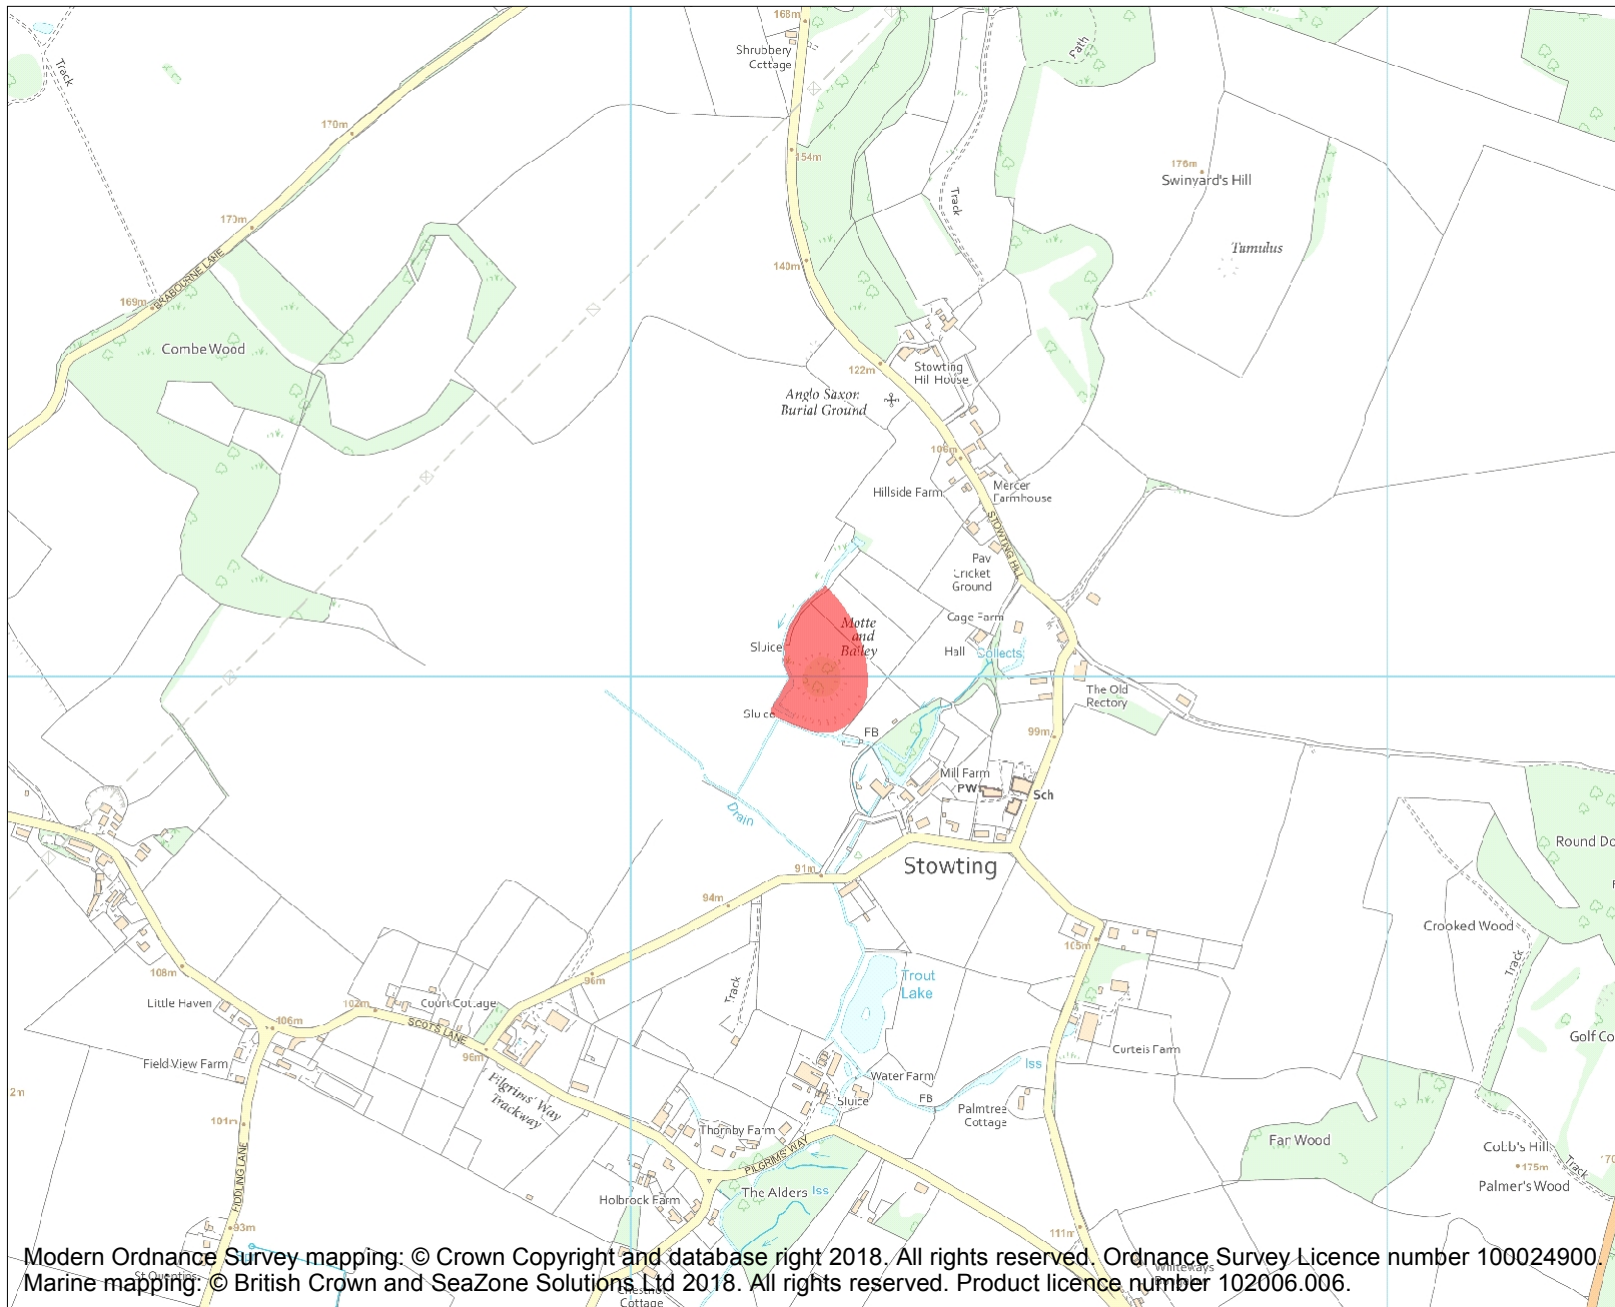 168m
Shrubbery
Cottage
Track
Path
170m
154m
176m
Swinyard's Hill
Track
173m
Tumulus
140m
BRABOURNE LANE
169m
Combe Wood
122m
Stowting
Hill House
Anglo Saxon
Burial Ground
106m
Hillside Farm
Mercer
Farmhouse
STOWTING HILL
Pav
Cricket
Ground
Cage Farm
Motte
and
Bailey
Sluice
Hall
Collects
The Old
Rectory
Sluice
FB
99m
Mill Farm
PW
Sch
Drain
Round Do
91m
Stowting
94m
Crooked Wood
105m
Track
108m
96m
Track
Trout
Lake
Little Haven
102m
Court Cottage
106m
SCOTS LANE
96m
Golf Co
Curteis Farm
Field View Farm
Iss
Water Farm
2m
Pilgrims' Way
Trackway
Sluice
FB
Palmtree
Cottage
101m
Thornby Farm
Far Wood
Cobb's Hill
PILGRIMS' WAY
175m
Track
70
FIDDLING LANE
The Alders
Iss
Palmer's Wood
Holbrock Farm
93m
111m
Modern Ordnance Survey mapping: © Crown Copyright and database right 2018. All rights reserved. Ordnance Survey Licence number 100024900.
Marine mapping: © British Crown and SeaZone Solutions Ltd 2018. All rights reserved. Product licence number 102006.006.
St Quentins
Whiteways
Chestnut
Cottage